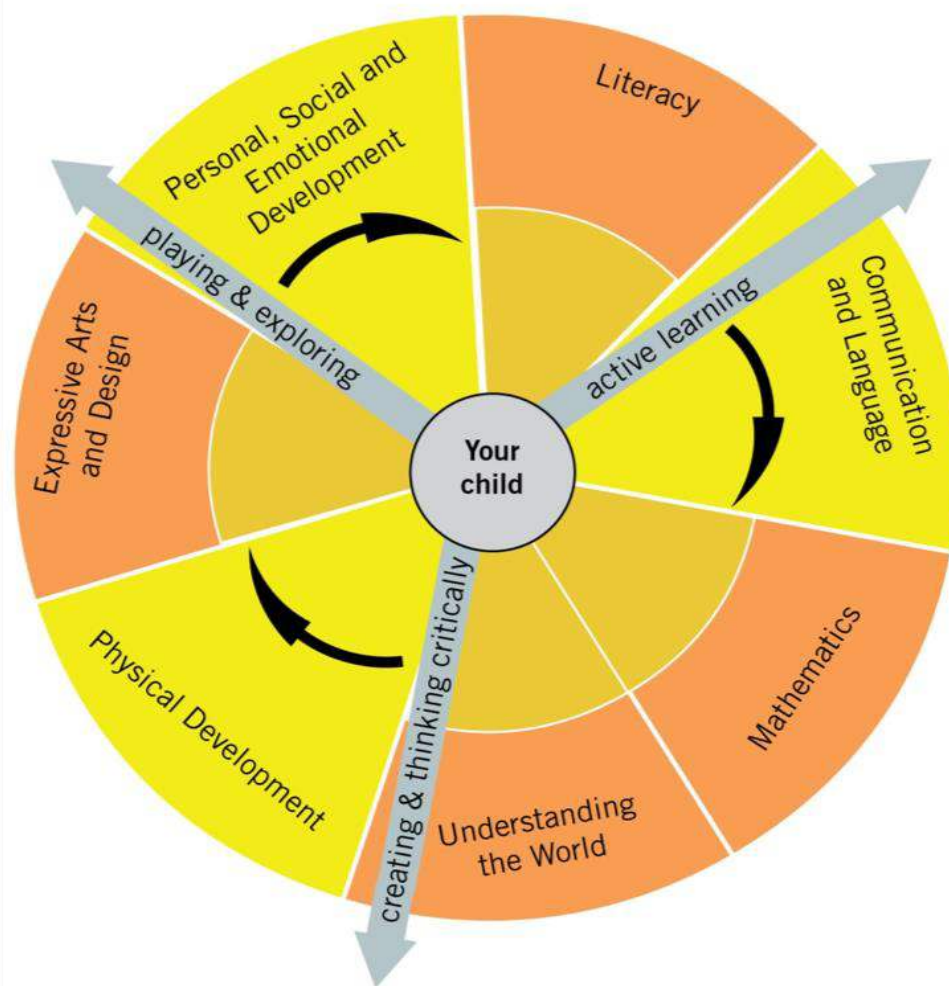 Personal, Social and
Emotional
Development
Literacy
Communication
and Language
Mathematics
Understanding
the World
Physical Development
Expressive Arts
and Design
playing & exploring
active learning
creating & thinking critically
Your
child